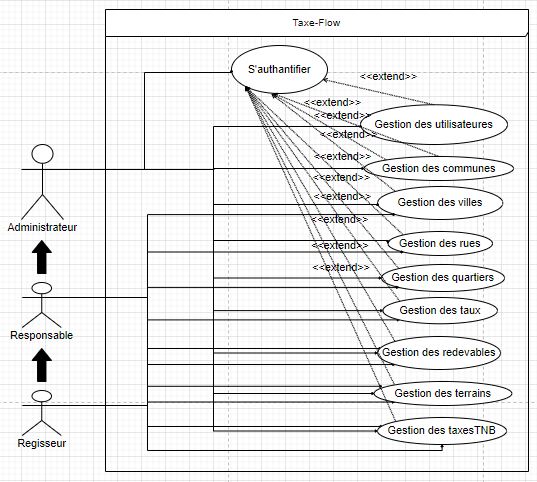 Taxe-Flow
S'authantifier
<<extend>>
<<extend>>
<<extend>>
Gestion des utilisateures
<<extend>>
<<extend>>
Gestion des communes
<<extend>>
Gestion des villes
<<extend>>
Administrateur
Gestion des rues
<<extend>>
<<extend>>
Gestion des quartiers
Gestion des taux
Responsable
Gestion des redevables
Gestion des terrains
Gestion des taxesTNB
Regisseur